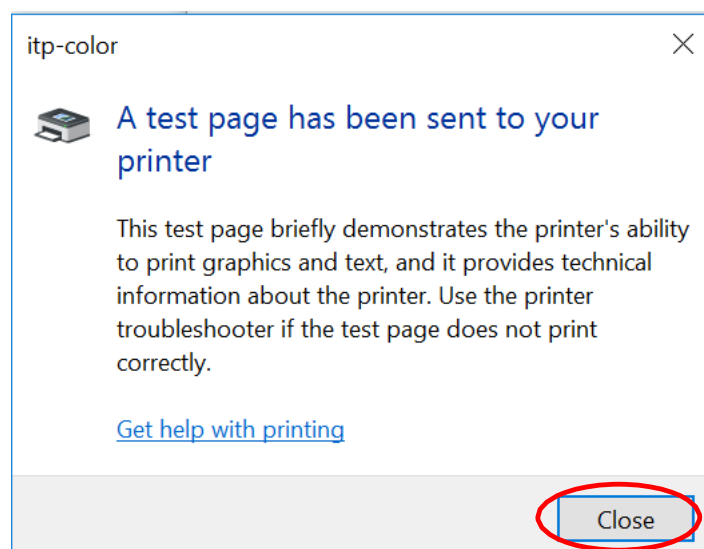 itp-color
A test page has been sent to your
printer
This test page briefly demonstrates the printer's ability
to print graphics and text, and it provides technical
information about the printer. Use the printer
troubleshooter if the test page does not print
correctly.
Get help with printing
Close